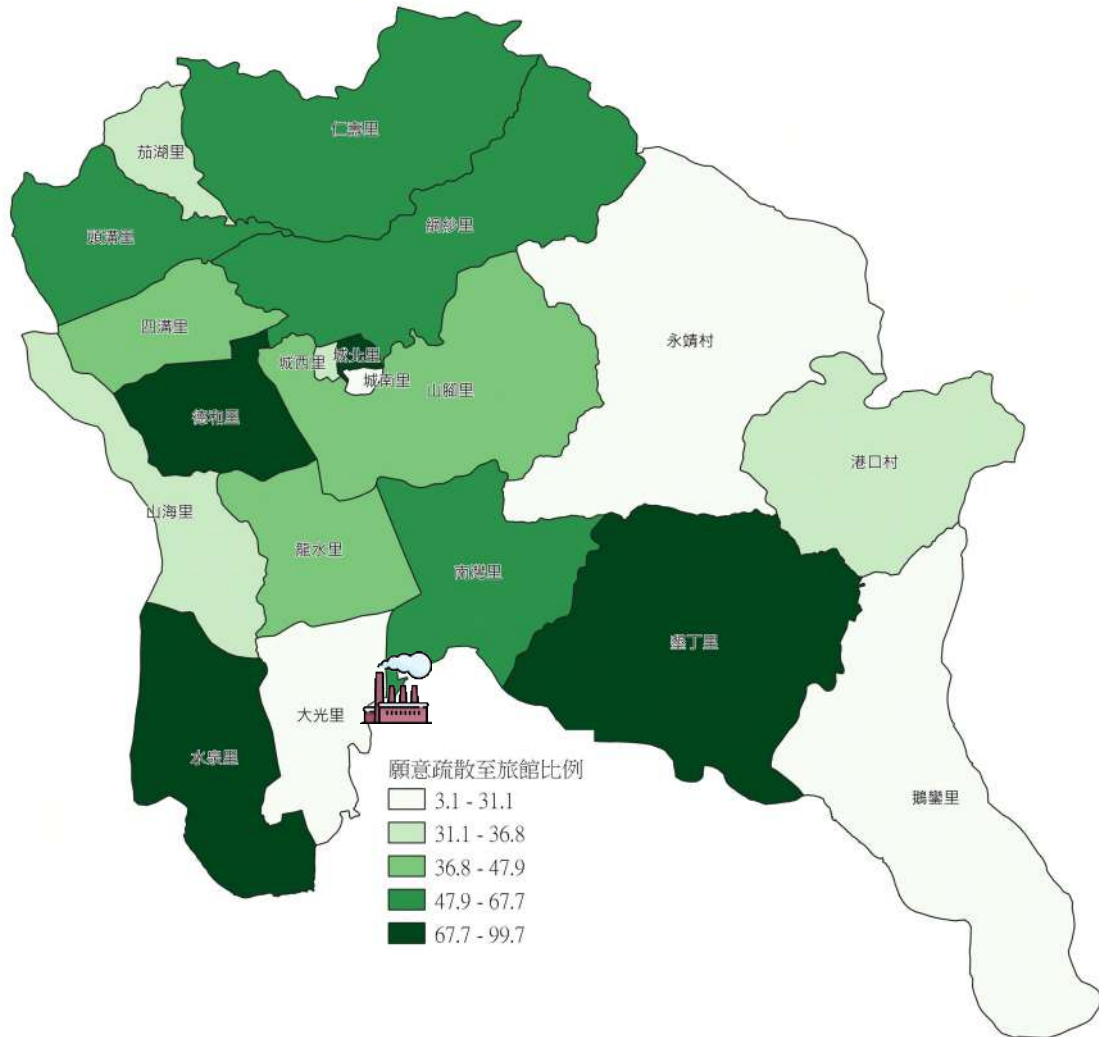 仁壽里
茄湖里
網紗里
頭溝里
四溝里
永靖村
城西里
城北里
城南里
山腳里
德和里
港口村
山海里
龍水里
南灣里
墾丁里
大光里
水泉里
鵝鑾里
願意疏散至旅館比例
3.1 - 31.1
31.1 - 36.8
36.8 - 47.9
47.9 - 67.7
67.7 - 99.7